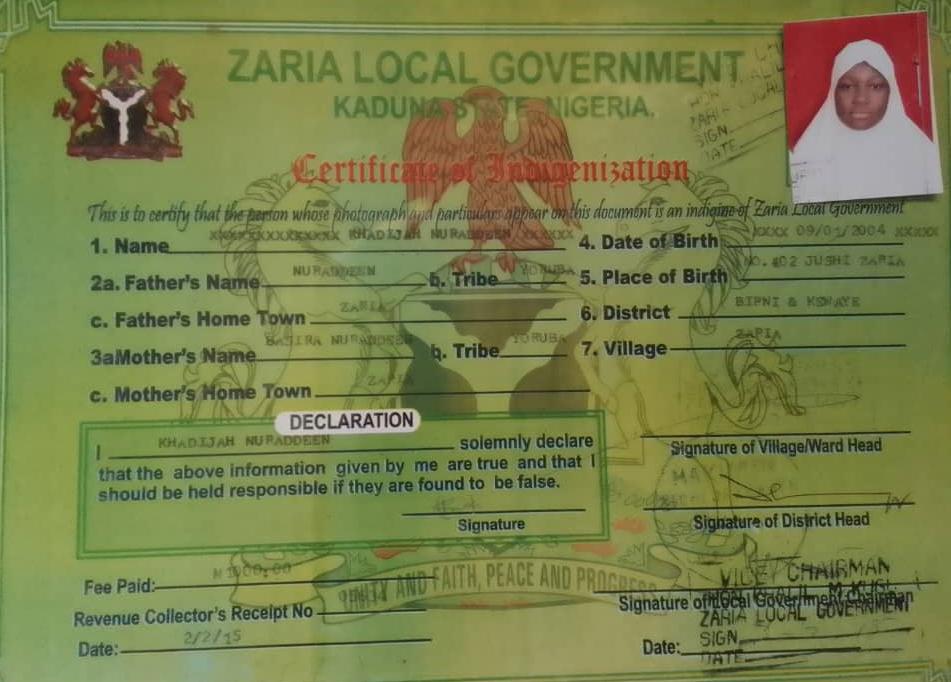 ZARIA LOCAL GOVERNMENT
KADUNA STATE, NIGERIA.
Certificate of Indigenization
This is to certify that the person whose photograph and particulars appear on this document is an indigine of Zaria Local Government
1. Name XXXXXXXXXXXXXXX KHADIJAH NURADDEEN XXXXXX 4. Date of Birth XXXX 09/01/2004 XXXXX
2a. Father's Name NURADDEEN b. Tribe YORUBA 5. Place of Birth NO.402 JUSHI ZARIA
c. Father's Home Town ZARIA 6. District
3aMother's Name BASIRA NURADDEEN b. Tribe YORUBA 7. Village ZARIA
c. Mother's Home Town ZARIA
DECLARATION
I KHADIJAH NURADDEEN solemnly declare
that the above information given by me are true and that I
should be held responsible if they are found to be false.
Signature
Signature of Village/Ward Head
Signature of District Head
UNITY AND FAITH, PEACE AND PROGRESS
Fee Paid: N1000,00
Revenue Collector's Receipt No
Date: 2/2/15
VICE CHAIRMAN
Signature of Local Government Chairman
ZARIA LOCAL GOVERNMENT
SIGN
Date:
DATE
SIGN
DATE